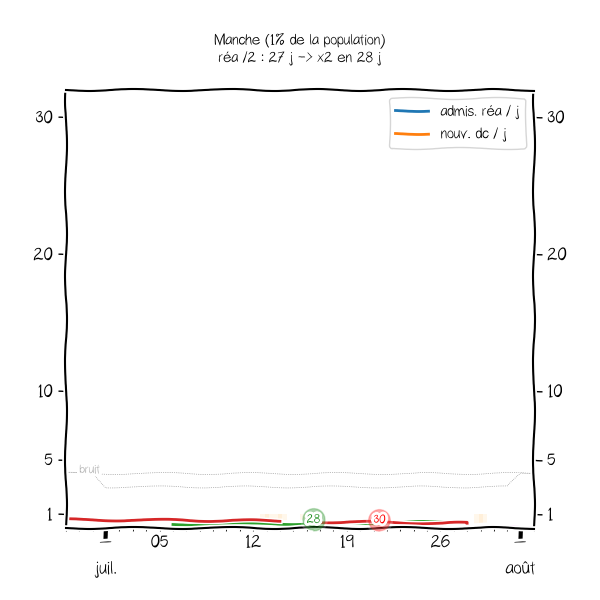 Manche (1% de la population)
réa /2 : 27 j -> x2 en 28 j
admis. réa / j
nouv. dc / j
30
30
20
20
10
10
5
5
bruit
1
28
30
1
05
12
19
26
juil.
août